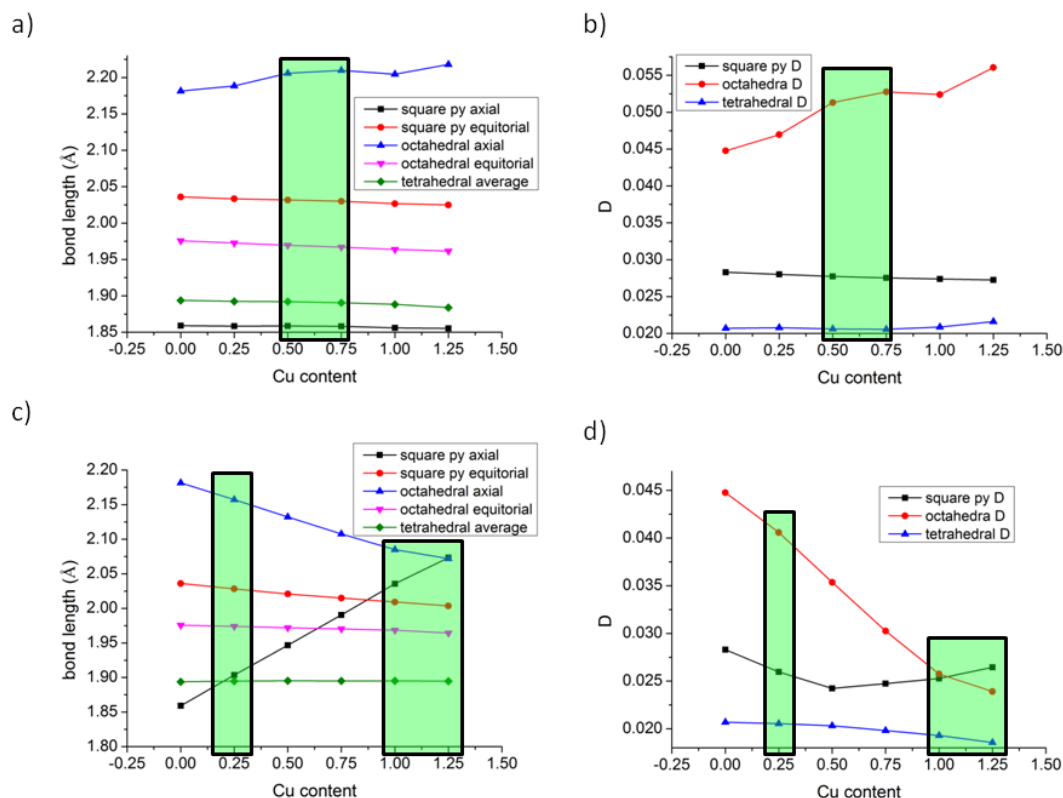 a)
2.20
2.15
2.10
2.05
2.00
1.95
1.90
1.85
bond length (Å)
square py axial
square py equitorial
octahedral axial
octahedral equitorial
tetrahedral average
-0.25 0.00 0.25 0.50 0.75 1.00 1.25 1.50
Cu content
b)
0.055
0.050
0.045
0.040
0.035
0.030
0.025
0.020
D
square py D
octahedra D
tetrahedral D
-0.25 0.00 0.25 0.50 0.75 1.00 1.25 1.50
Cu content
c)
2.20
2.15
2.10
2.05
2.00
1.95
1.90
1.85
1.80
bond length (Å)
square py axial
square py equitorial
octahedral axial
octahedral equitorial
tetrahedral average
-0.25 0.00 0.25 0.50 0.75 1.00 1.25 1.50
Cu content
d)
0.045
0.040
0.035
0.030
0.025
0.020
D
square py D
octahedra D
tetrahedral D
-0.25 0.00 0.25 0.50 0.75 1.00 1.25 1.50
Cu content